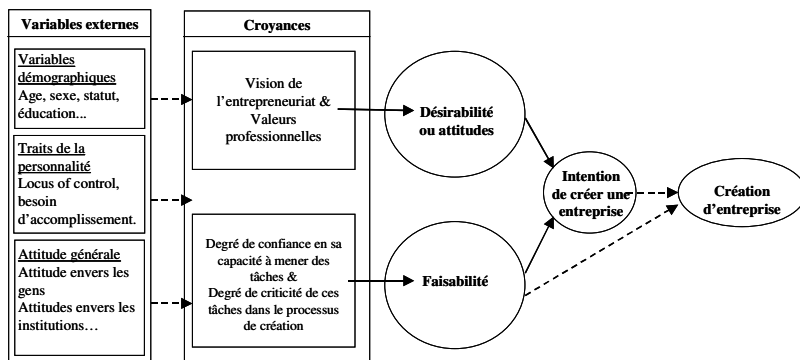 Variables externes
Variables
démographiques
Age, sexe, statut,
éducation...
Traits de la
personnalité
Locus of control,
besoin
d'accomplissement.
Attitude générale
Attitude envers les
gens
Attitudes envers les
institutions…
Croyances
Vision de
l'entrepreneuriat &
Valeurs
professionnelles
Degré de confiance en sa
capacité à mener des
tâches &
Degré de criticité de ces
tâches dans le processus
de création
Désirabilité
ou attitudes
Faisabilité
Intention
de créer une
entreprise
Création
d'entreprise